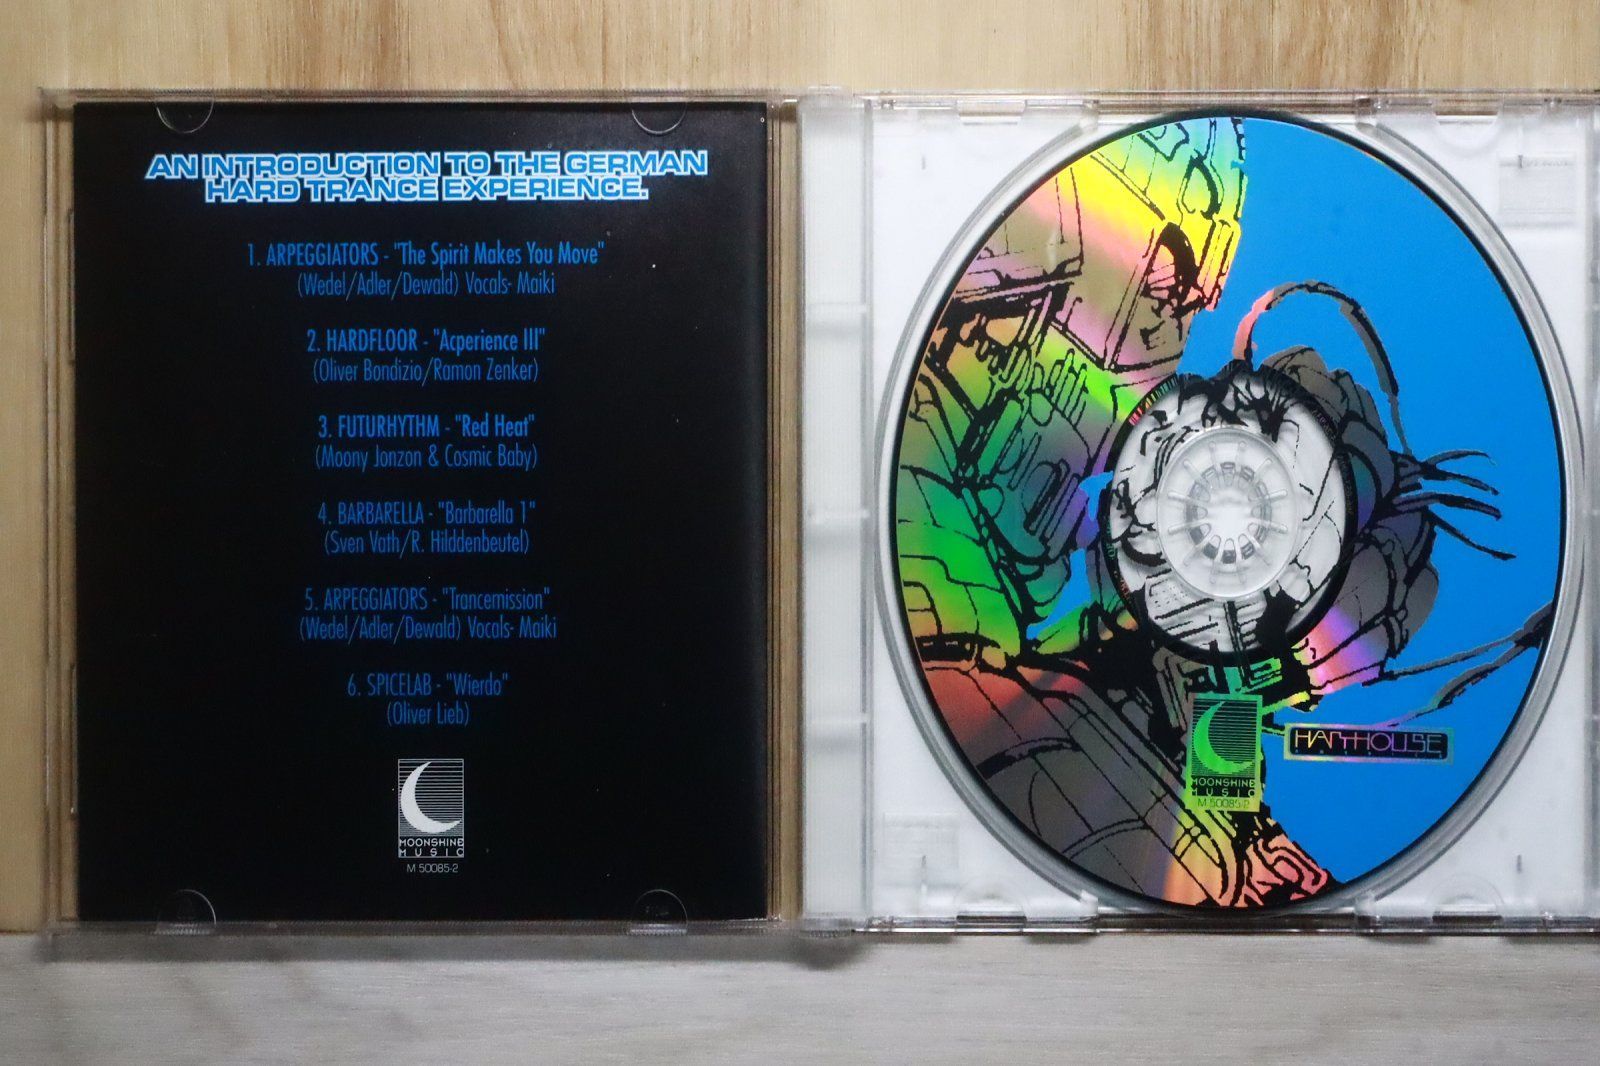 AN INTRODUCTION TO THE GERMAN
HARD TRANCE EXPERIENCE.
1. ARPEGGIATORS - "The Spirit Makes You Move"
(Wedel/Adler/Dewald) Vocals- Maiki
2. HARDFLOOR - "Acperience III"
(Oliver Bondizio/Ramon Zenker)
3. FUTURHYTHM - "Red Heat"
(Moony Jonzon & Cosmic Baby)
4. BARBARELLA - "Barbarella 1"
(Sven Vath/R. Hilddenbeutel)
5. ARPEGGIATORS - "Trancemission"
(Wedel/Adler/Dewald) Vocals- Maiki
6. SPICELAB - "Wierdo"
(Oliver Lieb)
MOONSHINE
MUSIC
M 50085-2
HARTHOUSE
MOONSHINE
MUSIC
M 50085-2